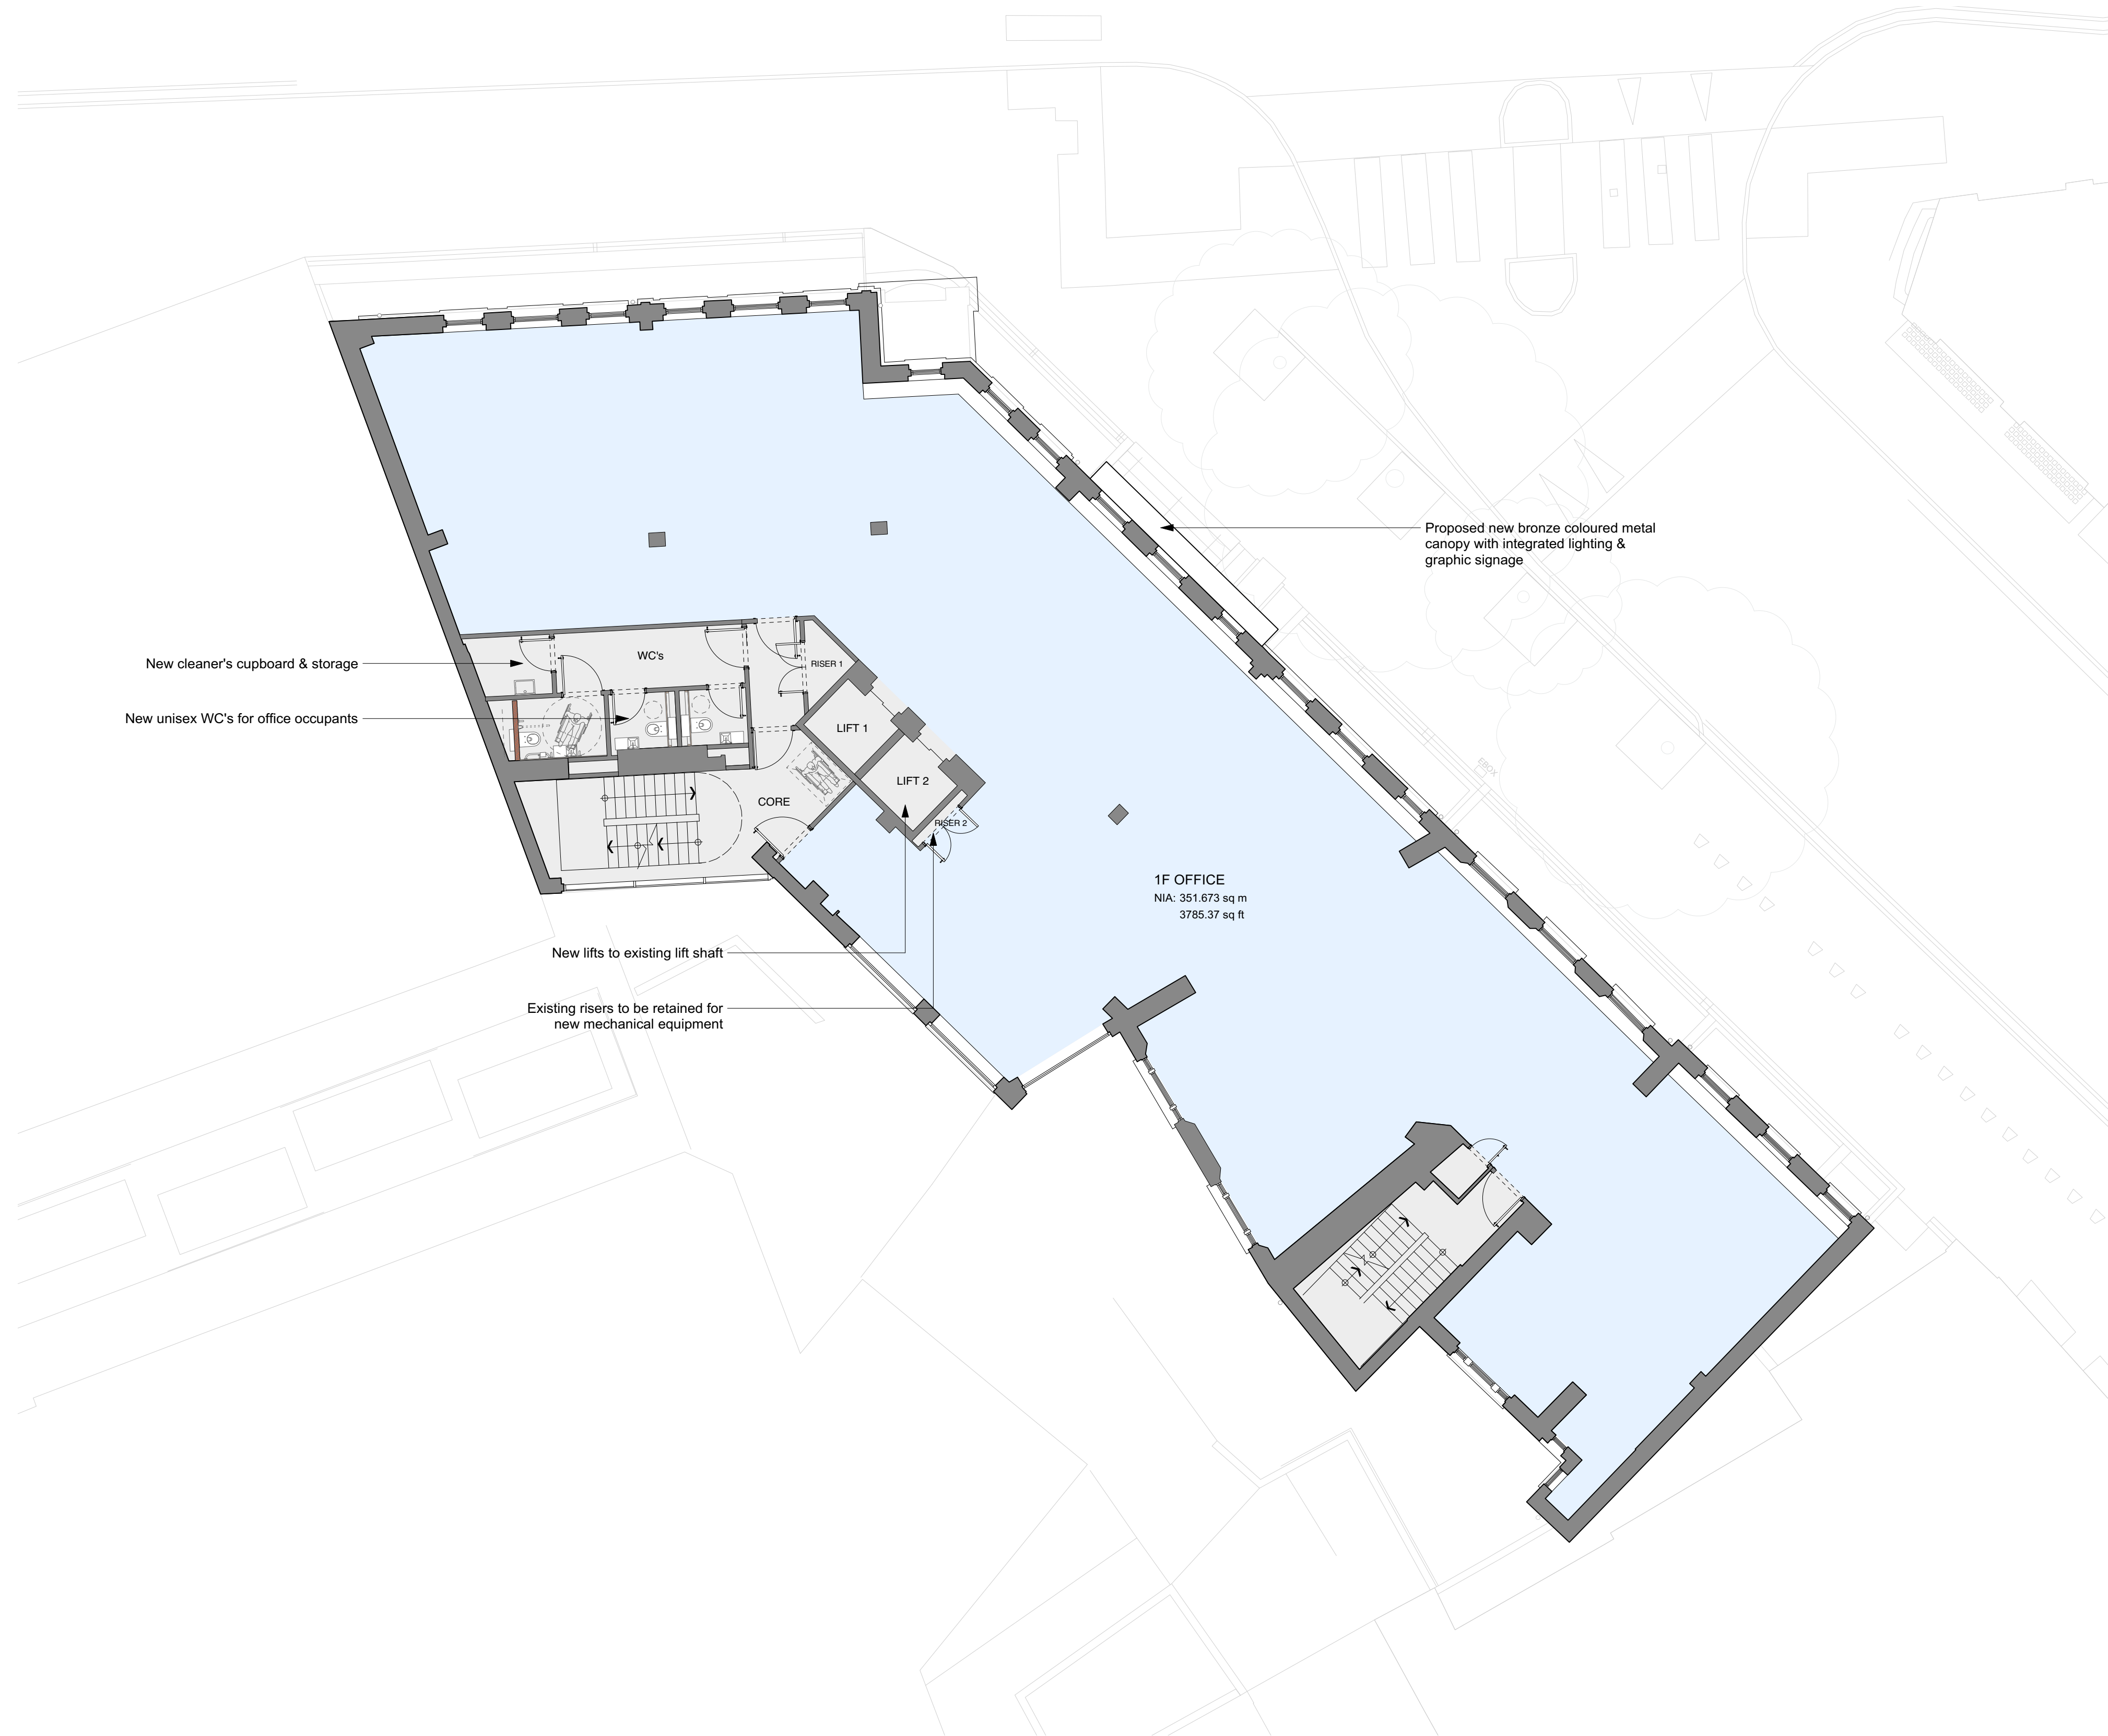 Proposed new bronze coloured metal
canopy with integrated lighting &
graphic signage
New cleaner's cupboard & storage
WC's
RISER 1
New unisex WC's for office occupants
LIFT 1
LIFT 2
CORE
RISER 2
EBOX
1F OFFICE
NIA: 351.673 sq m
3785.37 sq ft
New lifts to existing lift shaft
Existing risers to be retained for
new mechanical equipment